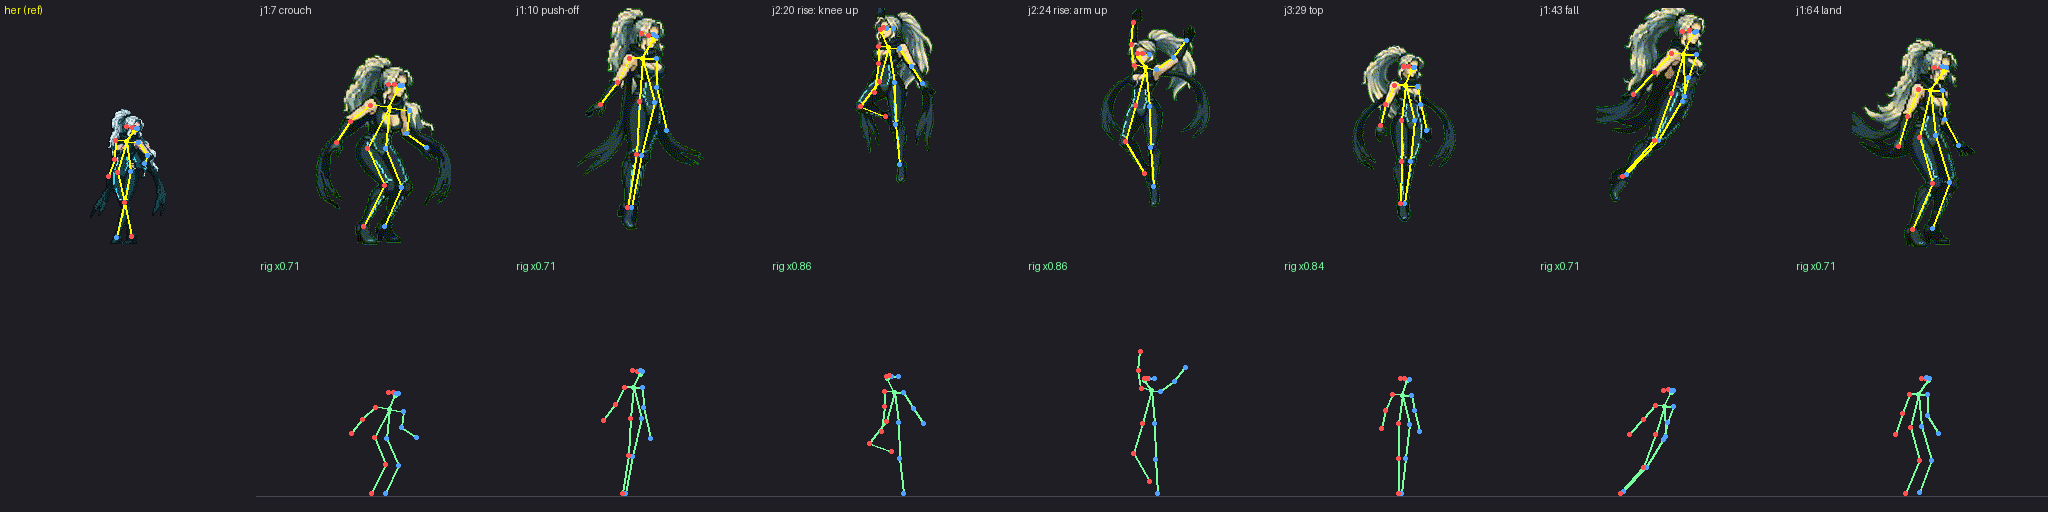 her (ref)
j1:7 crouch
j1:10 push-off
j2:20 rise: knee up
j2:24 rise: arm up
j3:29 top
j1:43 fall
j1:64 land
rig x0.71
rig x0.71
rig x0.86
rig x0.86
rig x0.84
rig x0.71
rig x0.71